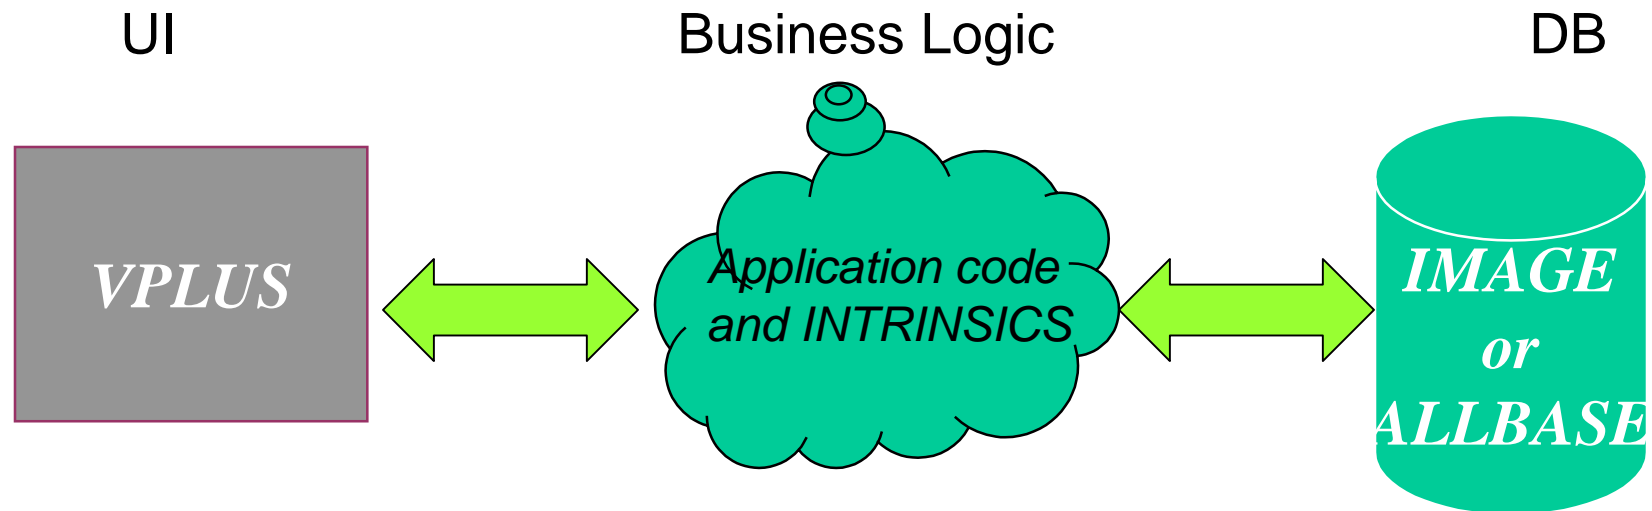 UI
Business Logic
DB
VPLUS
Application code
and INTRINSICS
IMAGE
or
ALLBASE